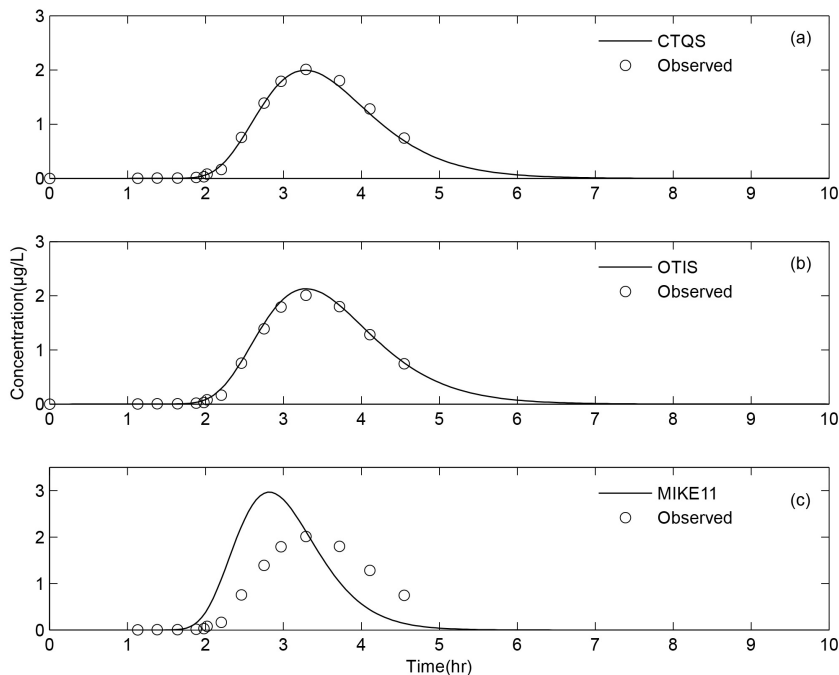 3
CTQS
(a)
Observed
2
1
0
0 1 2 3 4 5 6 7 8 9 10
3
OTIS
(b)
Observed
2
1
0
0 1 2 3 4 5 6 7 8 9 10
Concentration(µg/L)
3
MIKE11
(c)
Observed
2
1
0
0 1 2 3 4 5 6 7 8 9 10
Time(hr)